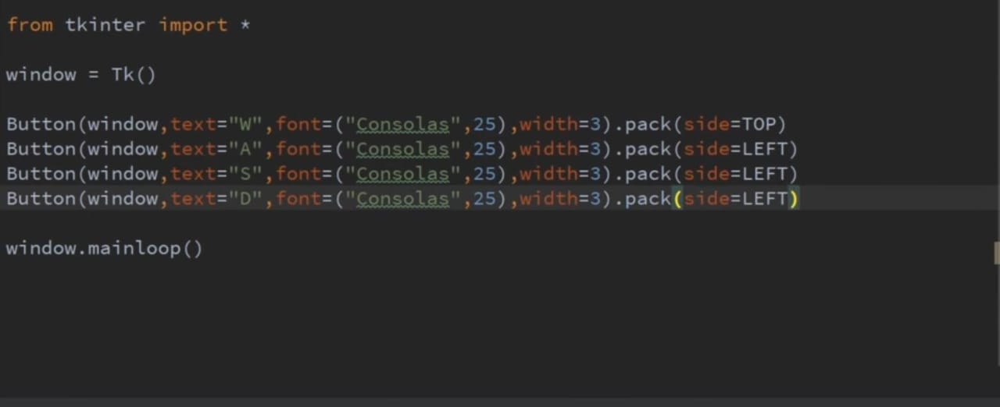 from tkinter import *
window = Tk()
Button(window,text="W",font=("Consolas",25),width=3).pack(side=TOP)
Button(window,text="A",font=("Consolas",25),width=3).pack(side=LEFT)
Button(window,text="S",font=("Consolas",25),width=3).pack(side=LEFT)
Button(window,text="D",font=("Consolas",25),width=3).pack(side=LEFT)
window.mainloop()